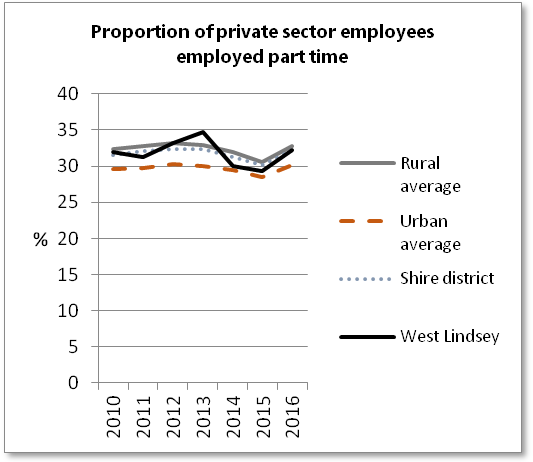 Proportion of private sector employees
employed part time
40
35
30
25
20
15
10
5
0
%
2010
2011
2012
2013
2014
2015
2016
Rural
average
Urban
average
Shire district
West Lindsey